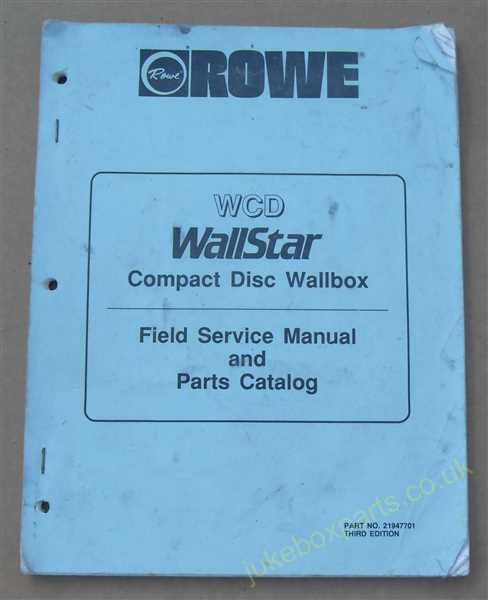 Rowe
ROWE
WCD
WallStar
Compact Disc Wallbox
Field Service Manual
and
Parts Catalog
PART NO. 21947701
THIRD EDITION
jukeboxparts.co.uk